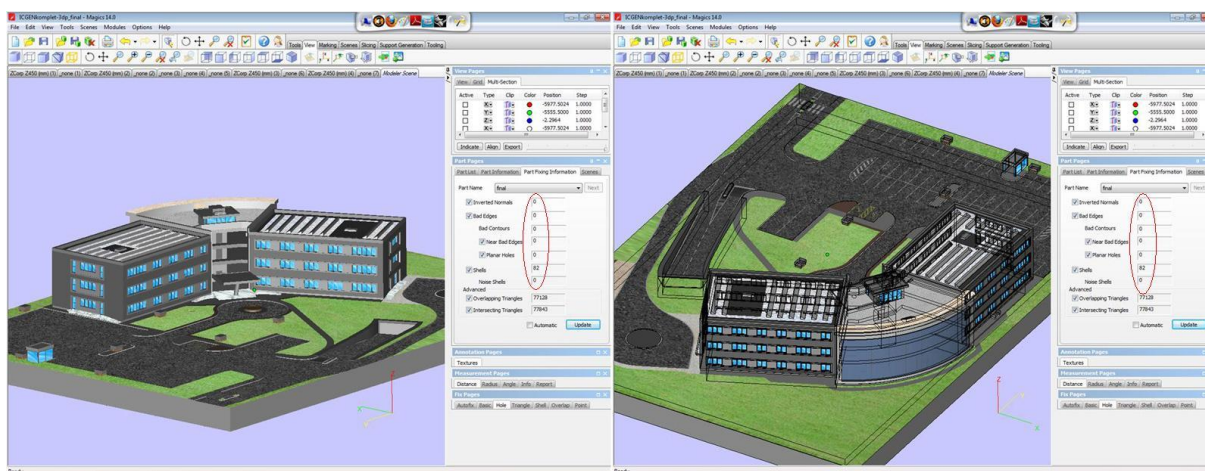 ICGENkomplet-3dp_final - Magics 14.0
File Edit View Tools Scenes Modules Options Help
Tools View Marking Scenes Slicing Support Generation Tooling
ZCorp Z450 (mm) (1) _none (1) ZCorp Z450 (mm) (2) _none (2) _none (3) _none (4) _none (5) ZCorp Z450 (mm) (3) _none (6) ZCorp Z450 (mm) (4) _none (7) Modeler Scene
View Pages
View Grid Multi-Section
Active Type Clip Color Position Step
X -5977.5024 1.0000
Y -5555.5000 1.0000
Z -2.2964 1.0000
X -5977.5024 1.0000
Indicate Align Export
Part Pages
Part List Part Information Part Fixing Information Scenes
Part Name final Next
Inverted Normals 0
Bad Edges 0
Bad Contours 0
Near Bad Edges 0
Planar Holes 0
Shells 82
Noise Shells 0
Advanced
Overlapping Triangles 77128
Intersecting Triangles 77843
Automatic Update
Annotation Pages
Textures
Measurement Pages
Distance Radius Angle Info Report
Fix Pages
Autofix Basic Hole Triangle Shell Overlap Point
ICGENkomplet-3dp_final - Magics 14.0
File Edit View Tools Scenes Modules Options Help
Tools View Marking Scenes Slicing Support Generation Tooling
ZCorp Z450 (mm) (1) _none (1) ZCorp Z450 (mm) (2) _none (2) _none (3) _none (4) _none (5) ZCorp Z450 (mm) (3) _none (6) ZCorp Z450 (mm) (4) _none (7) Modeler Scene
View Pages
View Grid Multi-Section
Active Type Clip Color Position Step
X -5977.5024 1.0000
Y -5555.5000 1.0000
Z -2.2964 1.0000
X -5977.5024 1.0000
Indicate Align Export
Part Pages
Part List Part Information Part Fixing Information Scenes
Part Name final Next
Inverted Normals 0
Bad Edges 0
Bad Contours 0
Near Bad Edges 0
Planar Holes 0
Shells 82
Noise Shells 0
Advanced
Overlapping Triangles 77128
Intersecting Triangles 77843
Automatic Update
Annotation Pages
Textures
Measurement Pages
Distance Radius Angle Info Report
Fix Pages
Autofix Basic Hole Triangle Shell Overlap Point